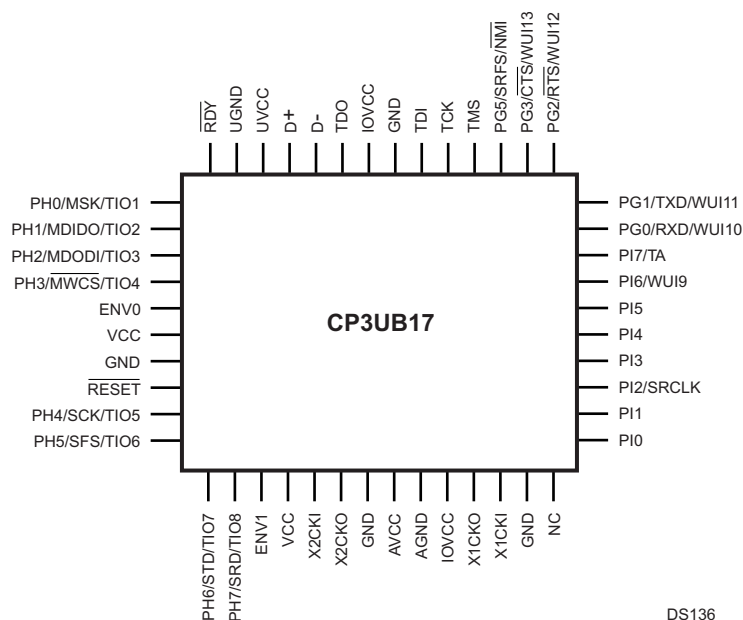 RDY
UGND
UVCC
D+
D-
TDO
IOVCC
GND
TDI
TCK
TMS
PG5/SRFS/NMI
PG3/CTS/WUI13
PG2/RTS/WUI12
PH0/MSK/TIO1
PH1/MDIDO/TIO2
PH2/MDODI/TIO3
PH3/MWCS/TIO4
ENV0
VCC
GND
RESET
PH4/SCK/TIO5
PH5/SFS/TIO6
CP3UB17
PG1/TXD/WUI11
PG0/RXD/WUI10
PI7/TA
PI6/WUI9
PI5
PI4
PI3
PI2/SRCLK
PI1
PI0
PH6/STD/TIO7
PH7/SRD/TIO8
ENV1
VCC
X2CKI
X2CKO
GND
AVCC
AGND
IOVCC
X1CKO
X1CKI
GND
NC
DS136